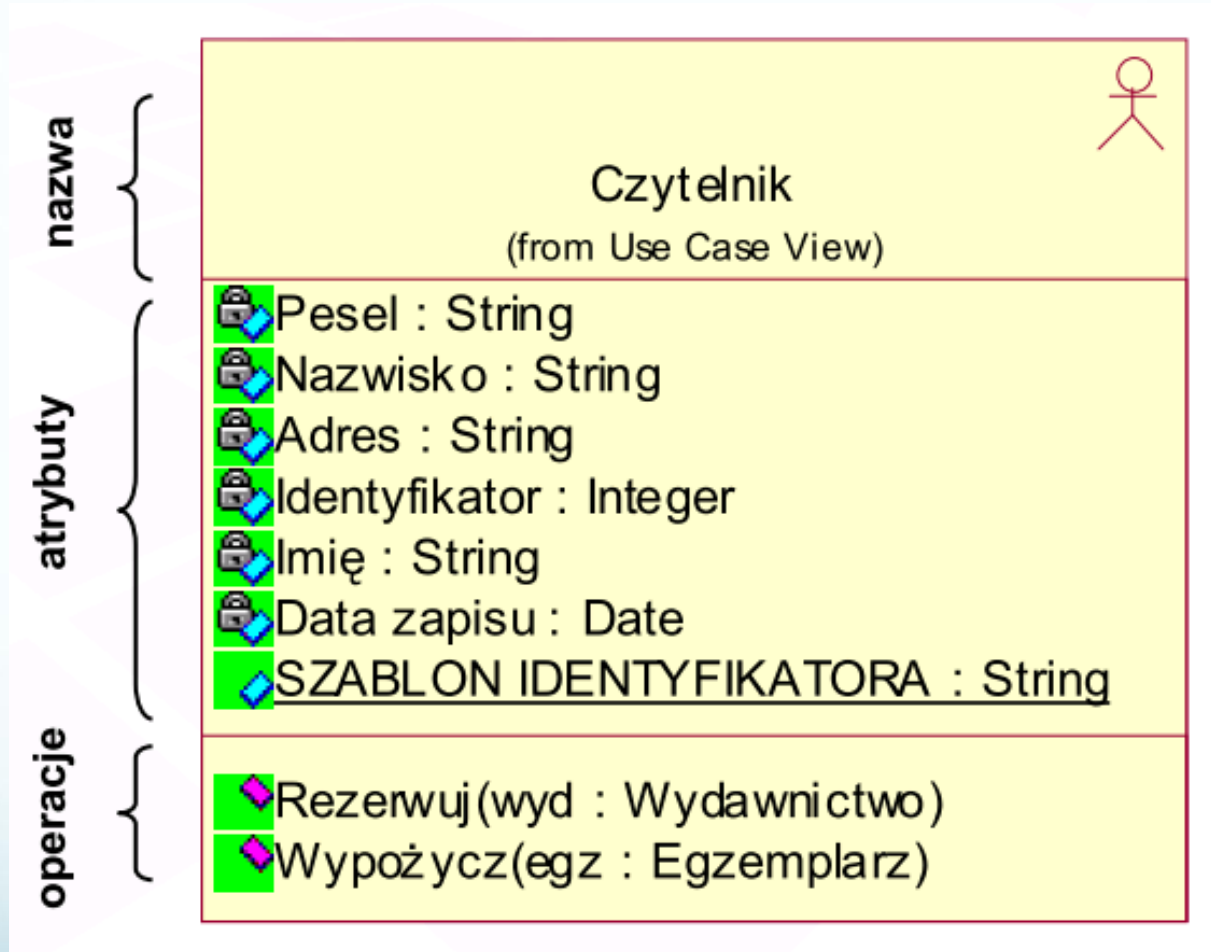 nazwa
Czytelnik
(from Use Case View)
atrybuty
Pesel : String
Nazwisko : String
Adres : String
Identyfikator : Integer
Imię : String
Data zapisu : Date
SZABLON IDENTYFIKATORA : String
operacje
Rezerwuj(wyd : Wydawnictwo)
Wypożycz(egz : Egzemplarz)